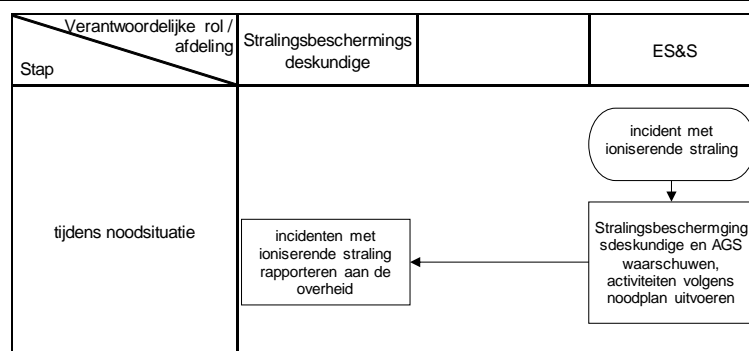 Verantwoordelijke rol /
afdeling
Stap
Stralingsbeschermings
deskundige
ES&S
incident met
ioniserende straling
tijdens noodsituatie
incidenten met
ioniserende straling
rapporteren aan de
overheid
Stralingsbeschermging
sdeskundige en AGS
waarschuwen,
activiteiten volgens
noodplan uitvoeren